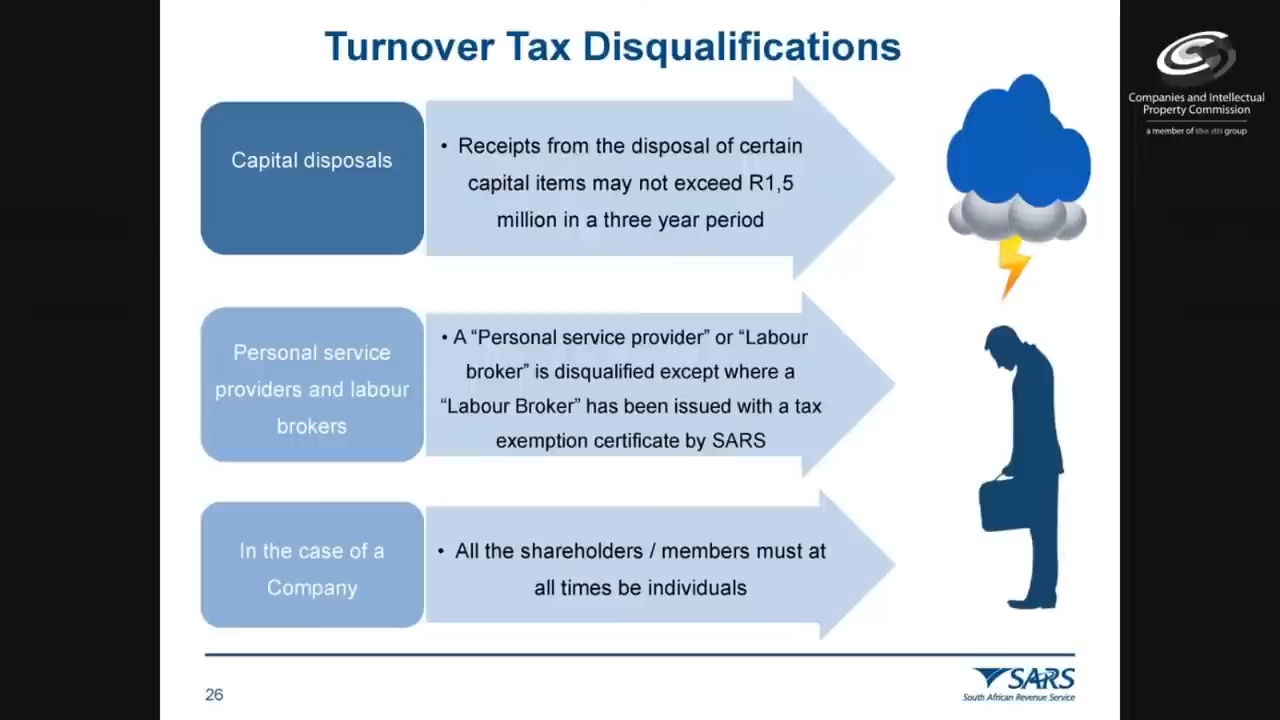 Turnover Tax Disqualifications
Capital disposals
• Receipts from the disposal of certain
capital items may not exceed R1,5
million in a three year period
Personal service
providers and labour
brokers
• A “Personal service provider” or “Labour
broker” is disqualified except where a
“Labour Broker” has been issued with a tax
exemption certificate by SARS
In the case of a
Company
• All the shareholders / members must at
all times be individuals
26
SARS
South African Revenue Service
Companies and Intellectual
Property Commission
a member of the dti group